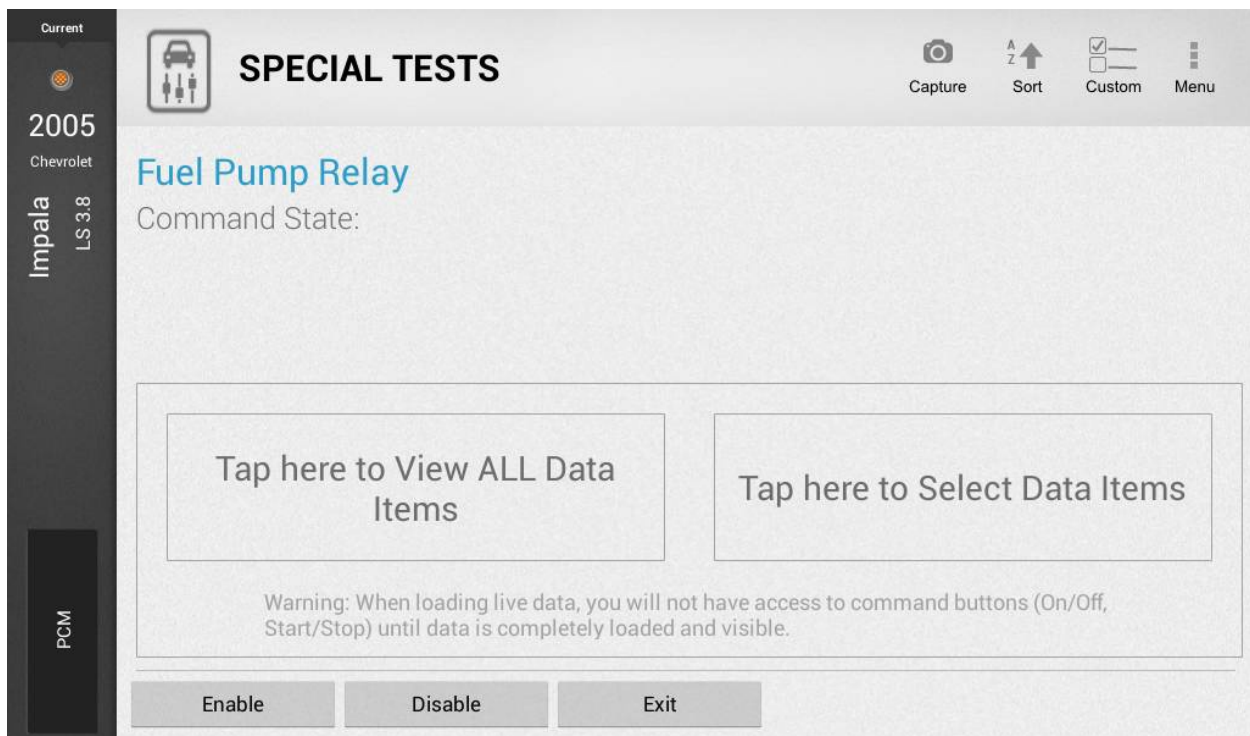 Current
2005
Chevrolet
Impala
LS 3.8
PCM
SPECIAL TESTS
Capture
A
Z
Sort
Custom
Menu
Fuel Pump Relay
Command State:
Tap here to View ALL Data
Items
Tap here to Select Data Items
Warning: When loading live data, you will not have access to command buttons (On/Off,
Start/Stop) until data is completely loaded and visible.
Enable
Disable
Exit